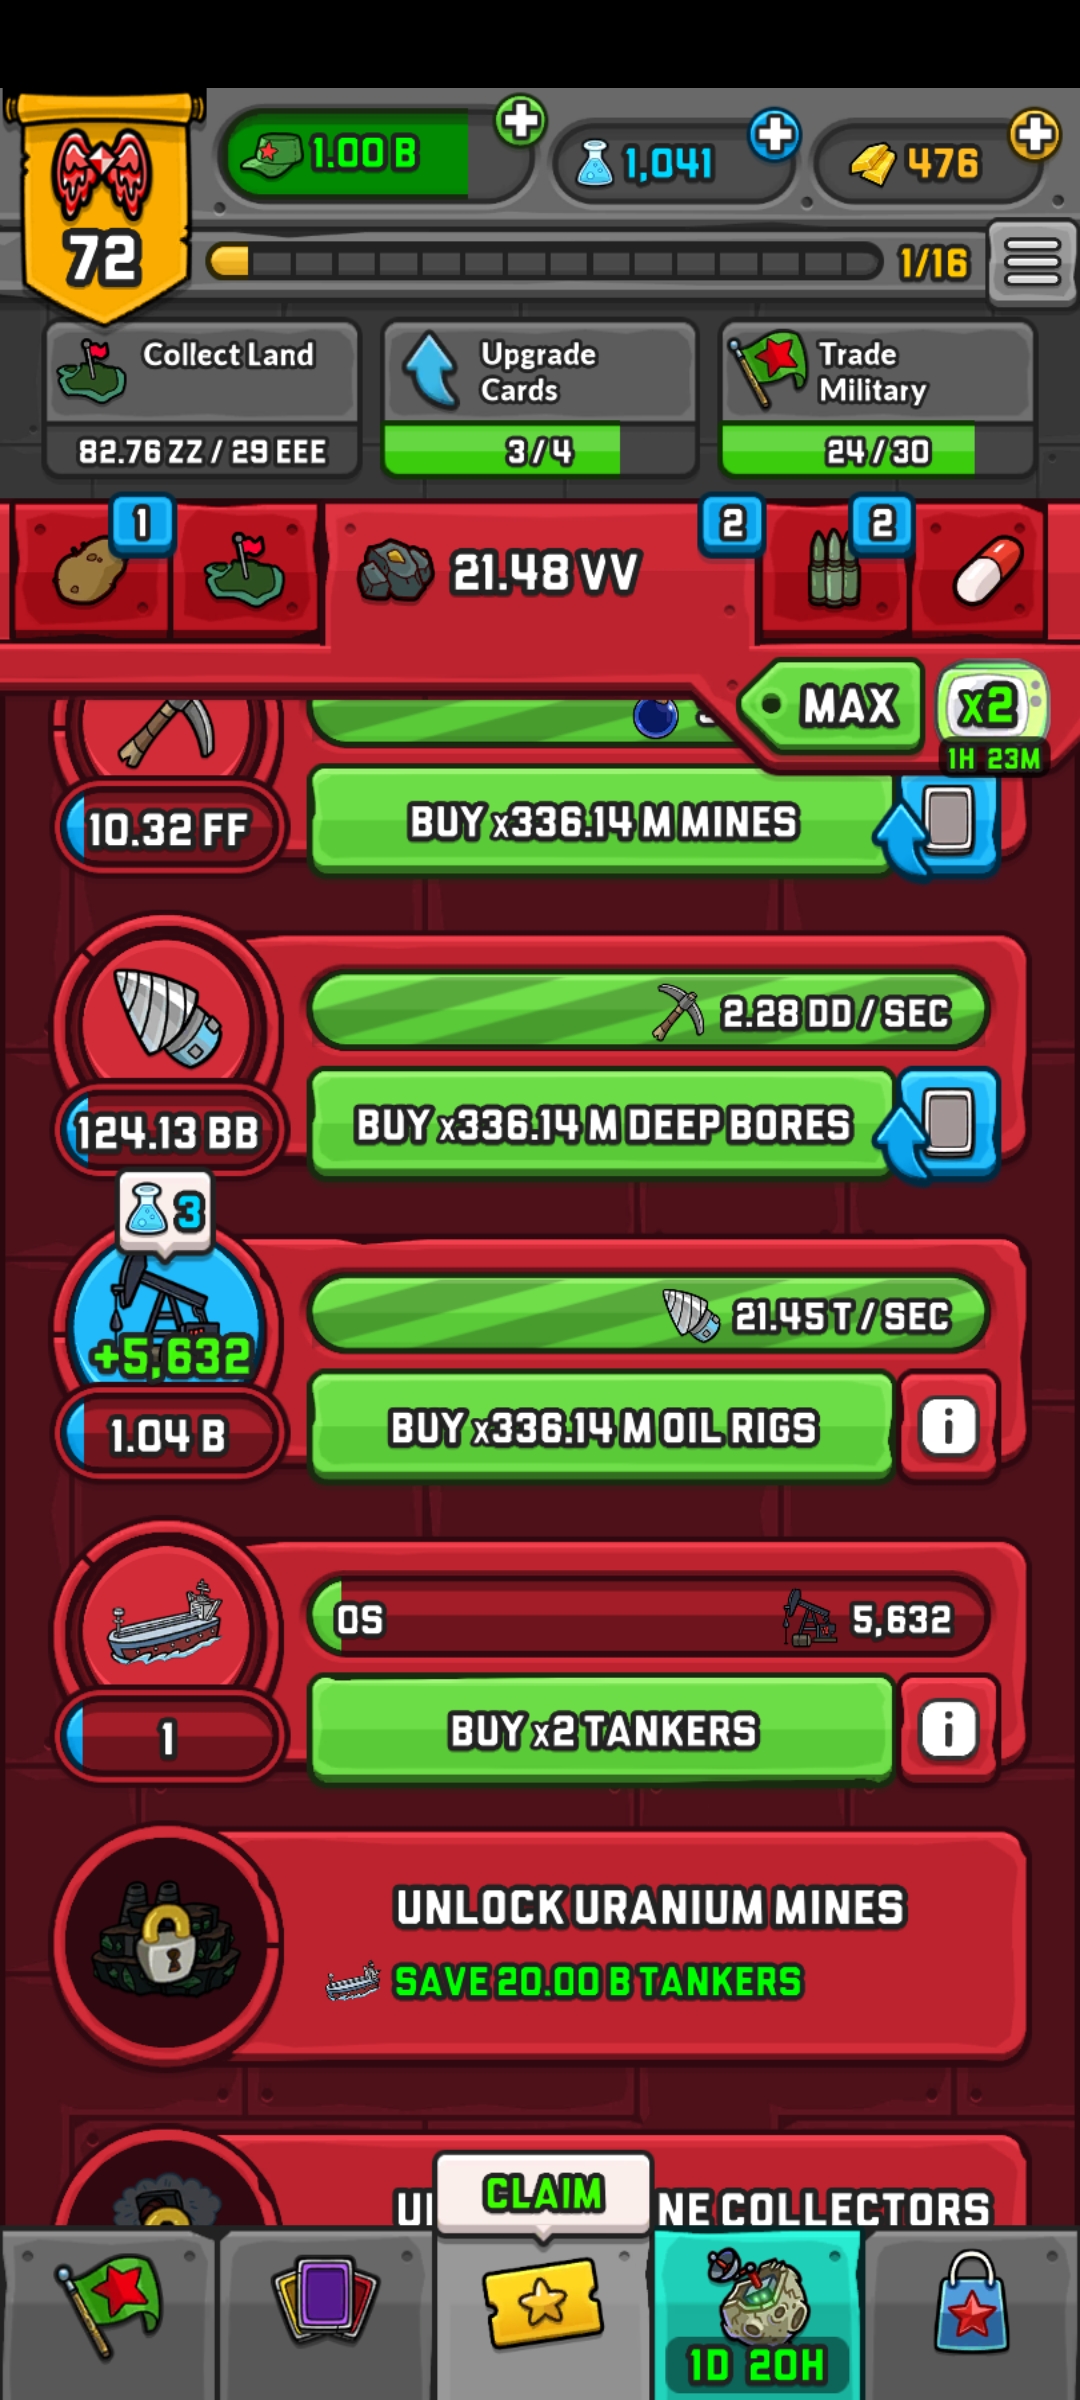 1.00 B
1,041
476
72
1/16
Collect Land
82.76 ZZ / 29 EEE
Upgrade
Cards
3/4
Trade
Military
24/30
1
21.48 VV
2
2
MAX
x2
1H 23M
10.32 FF
BUY x336.14 M MINES
2.28 DD / SEC
124.13 BB
BUY x336.14 M DEEP BORES
3
+5,632
21.45 T / SEC
1.04 B
BUY x336.14 M OIL RIGS
i
0S
5,632
1
BUY x2 TANKERS
i
UNLOCK URANIUM MINES
SAVE 20.00 B TANKERS
COLLECTORS
CLAIM
1D 20H